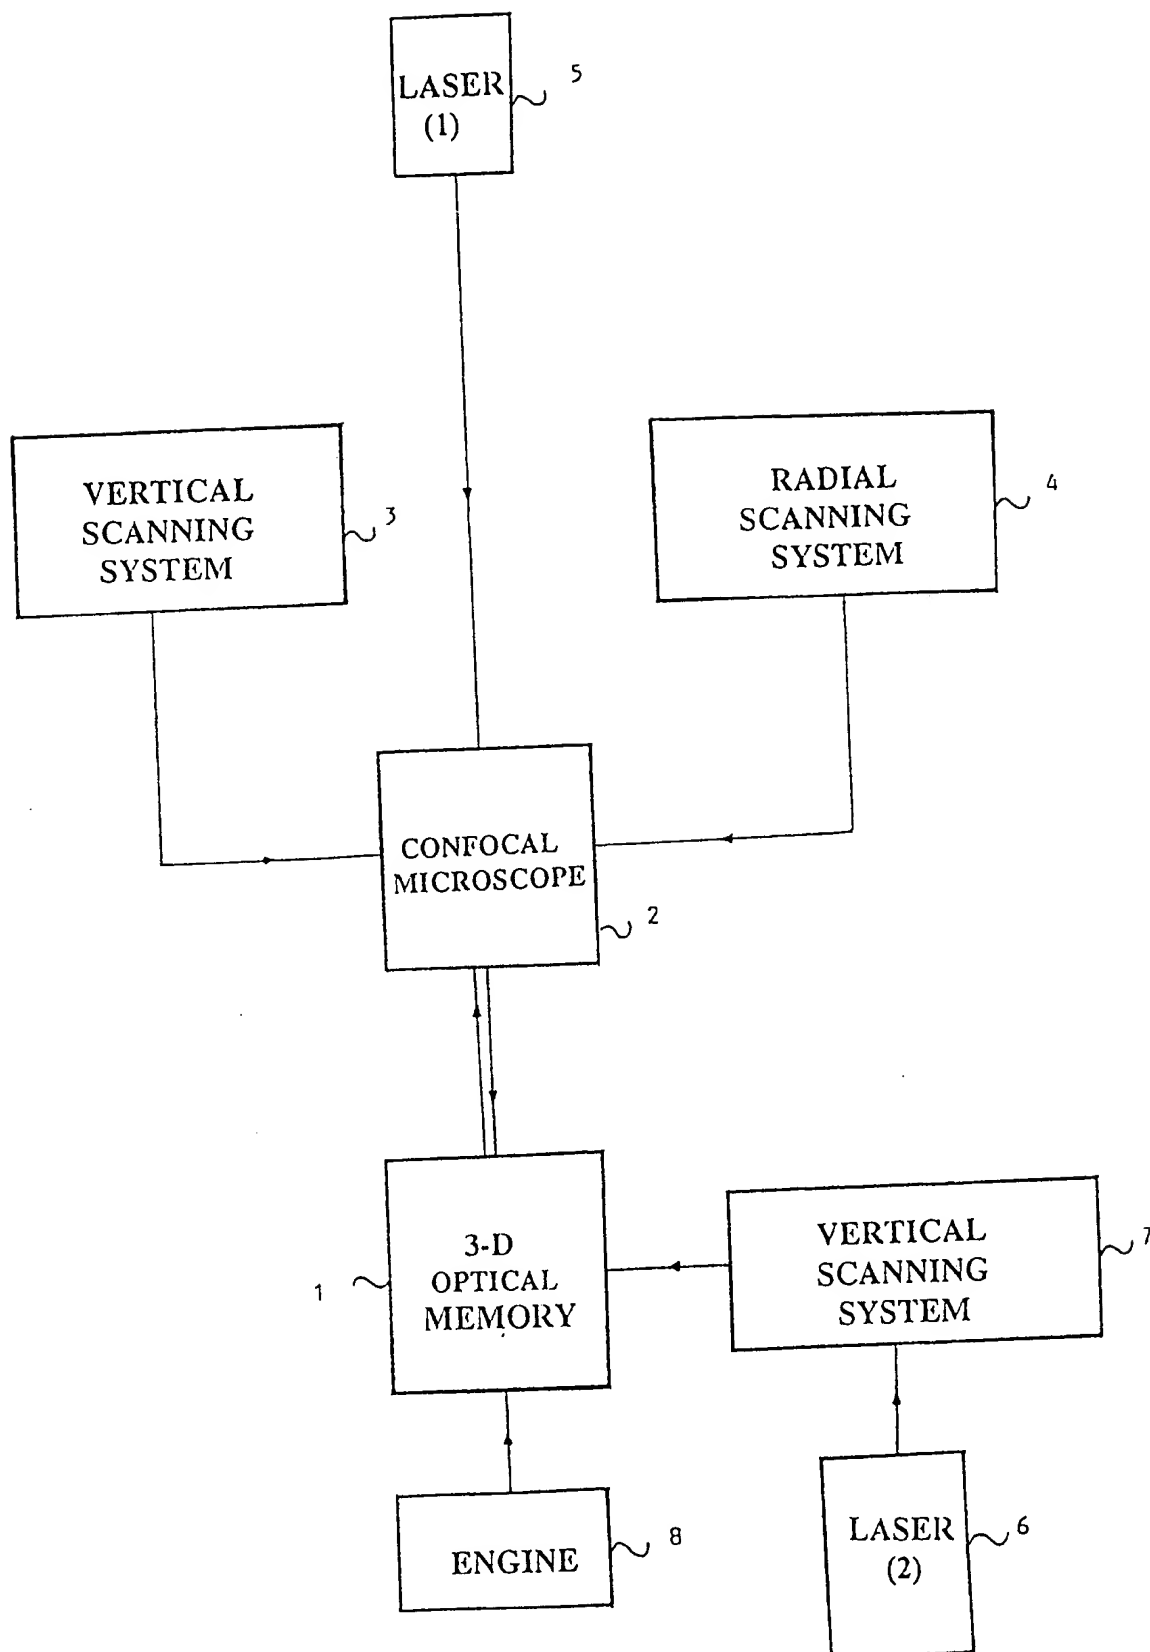 LASER
(1)
5
VERTICAL
SCANNING
SYSTEM
3
RADIAL
SCANNING
SYSTEM
4
CONFOCAL
MICROSCOPE
2
3-D
OPTICAL
MEMORY
1
VERTICAL
SCANNING
SYSTEM
7
ENGINE
8
LASER
(2)
6